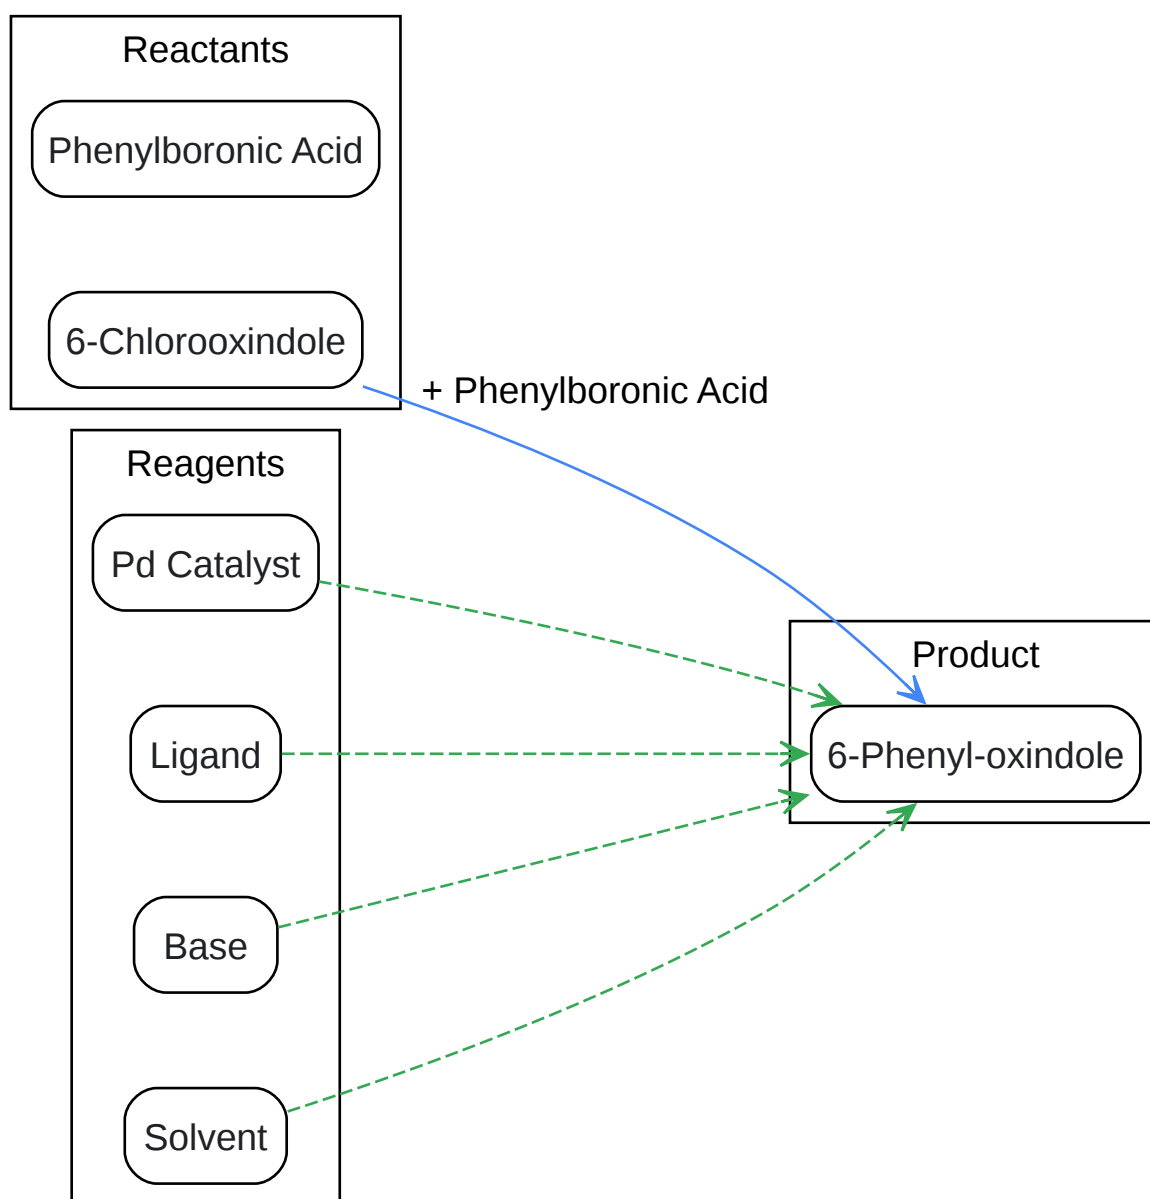 Reactants
Phenylboronic Acid
6-Chlorooxindole
+ Phenylboronic Acid
Reagents
Pd Catalyst
Product
Ligand
6-Phenyl-oxindole
Base
Solvent